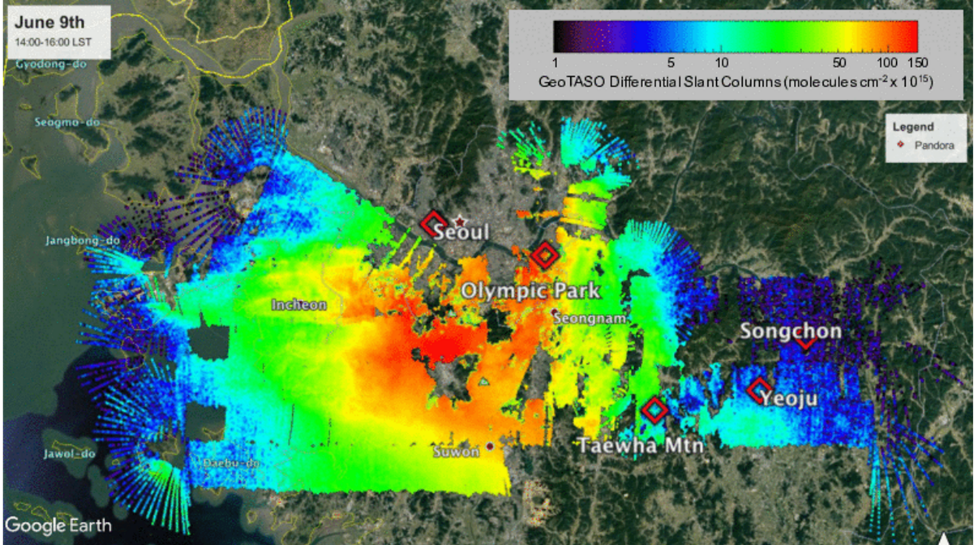 June 9th
14:00-16:00 LST
1 5 10 50 100 150
GeoTASO Differential Slant Columns (molecules cm⁻² x 10¹⁵)
Legend
Pandora
Gyodong-do
Seogmo-do
Jangbong-do
Seoul
Olympic Park
Incheon
Seongnam
Songchon
Yeoju
Taewha Mtn
Suwon
Jawol-do
Daebu-do
Google Earth